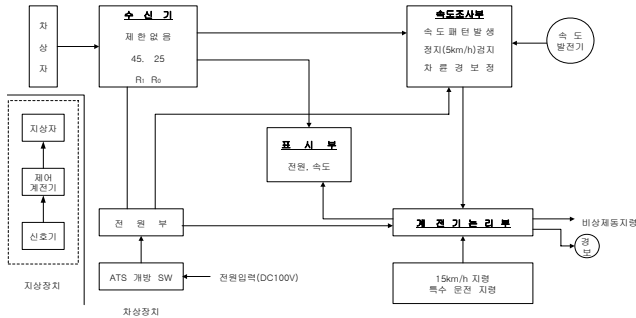 차
상
자
수 신 기
제 한 없 음
45. 25
R₁ R₀
속도조사부
속 도 패 턴 발 생
정지(5km/h)검지
차 륜 경 보 정
속 도
발전기
지상자
제어
계전기
신호기
지상장치
표 시 부
전원, 속도
전 원 부
계 전 기 논 리 부
비상제동지령
경
보
ATS 개방 SW
전원입력(DC100V)
15km/h 지령
특수 운전 지령
차상장치